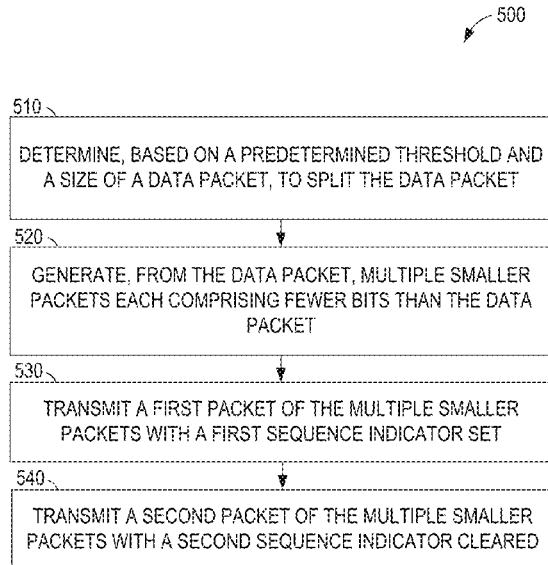 500
510
DETERMINE, BASED ON A PREDETERMINED THRESHOLD AND
A SIZE OF A DATA PACKET, TO SPLIT THE DATA PACKET
520
GENERATE, FROM THE DATA PACKET, MULTIPLE SMALLER
PACKETS EACH COMPRISING FEWER BITS THAN THE DATA
PACKET
530
TRANSMIT A FIRST PACKET OF THE MULTIPLE SMALLER
PACKETS WITH A FIRST SEQUENCE INDICATOR SET
540
TRANSMIT A SECOND PACKET OF THE MULTIPLE SMALLER
PACKETS WITH A SECOND SEQUENCE INDICATOR CLEARED